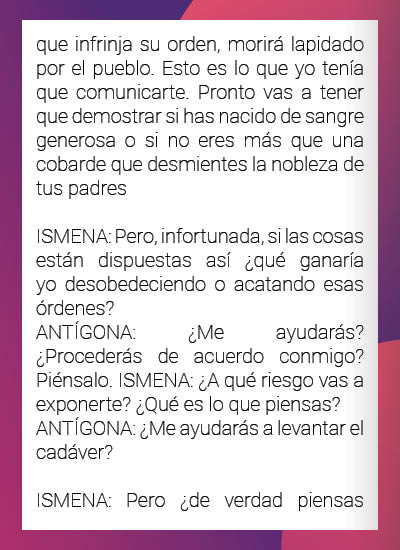 que infrinja su orden, morirá lapidado
por el pueblo. Esto es lo que yo tenía
que comunicarte. Pronto vas a tener
que demostrar si has nacido de sangre
generosa o si no eres más que una
cobarde que desmientes la nobleza de
tus padres
ISMENA: Pero, infortunada, si las cosas
están dispuestas así ¿qué ganaría
yo desobedeciendo o acatando esas
órdenes?
ANTÍGONA: ¿Me ayudarás?
¿Procederás de acuerdo conmigo?
Piénsalo. ISMENA: ¿A qué riesgo vas a
exponerte? ¿Qué es lo que piensas?
ANTÍGONA: ¿Me ayudarás a levantar el
cadáver?
ISMENA: Pero ¿de verdad piensas